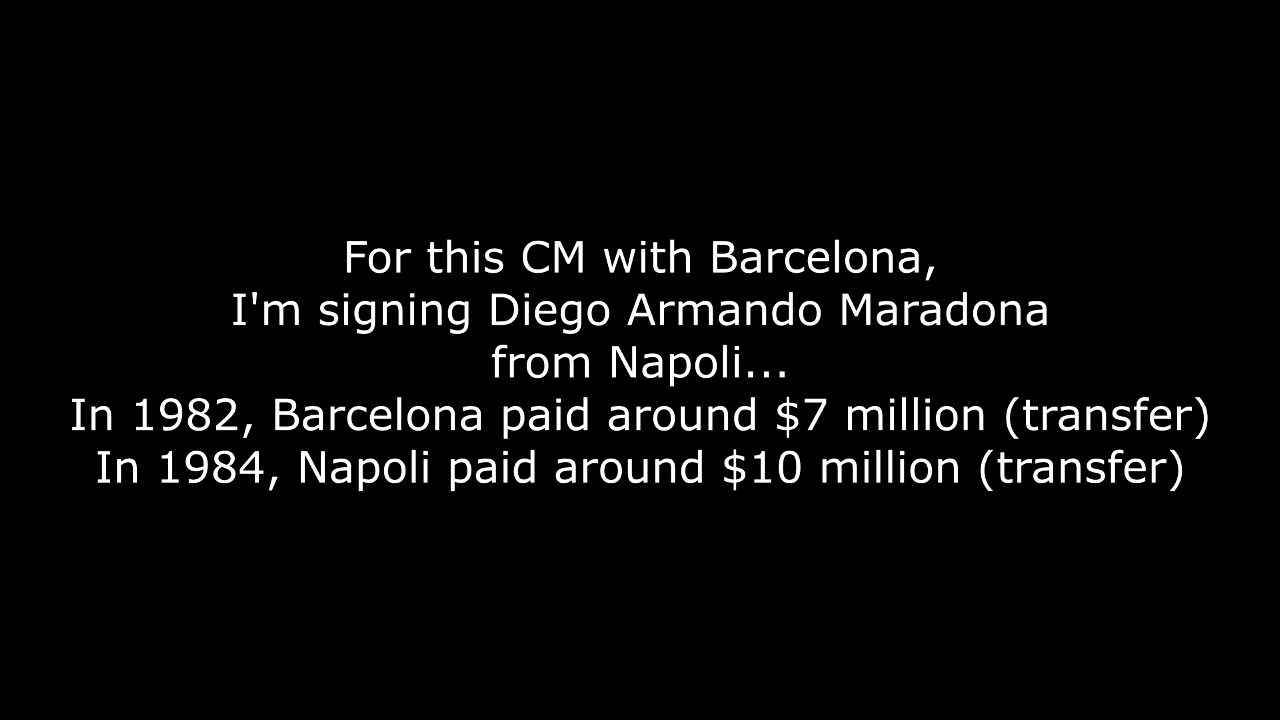 For this CM with Barcelona,
I'm signing Diego Armando Maradona
from Napoli...
In 1982, Barcelona paid around $7 million (transfer)
In 1984, Napoli paid around $10 million (transfer)